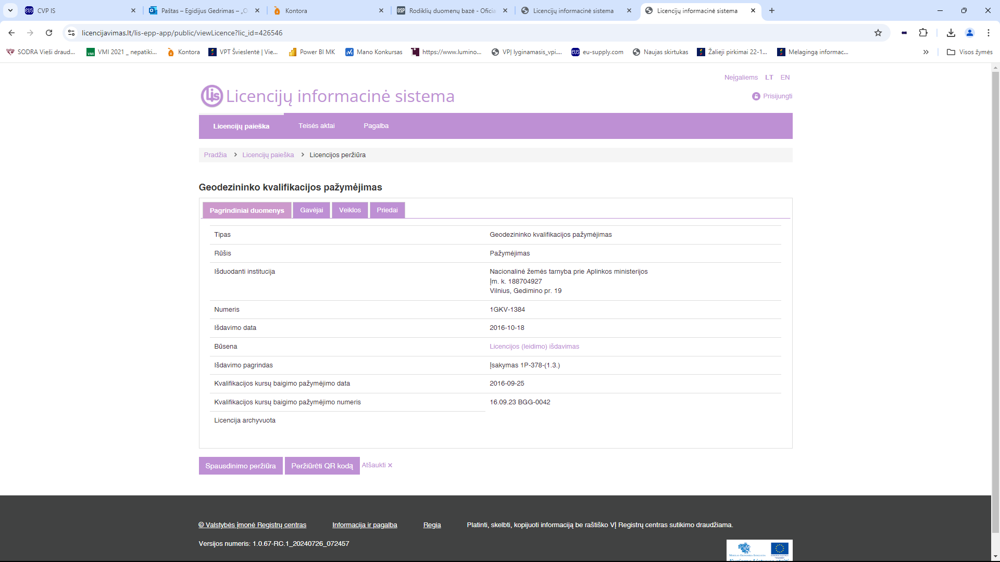 CVP IS
Paštas – Egidijus Gedrimas – „O
Kontora
Rodiklių duomenų bazė - Oficia
Licencijų informacinė sistema
Licencijų informacinė sistema
licencijavimas.lt/lis-epp-app/public/viewLicence?lic_id=426546
SODRA Vieši draud...
VMI 2021 _ nepatiki...
Kontora
VPT Švieslentė | Vie...
Power BI MK
Mano Konkursas
https://www.lumino...
VPĮ lyginamasis_vpi....
eu-supply.com
Naujas skirtukas
Žalieji pirkimai 22-1...
Melagingą informac...
Visos žymės
Neįgaliems LT EN
Lis Licencijų informacinė sistema
Prisijungti
Licencijų paieška
Teisės aktai
Pagalba
Pradžia > Licencijų paieška > Licencijos peržiūra
Geodezininko kvalifikacijos pažymėjimas
Pagrindiniai duomenys
Gavėjai
Veiklos
Priedai
Tipas Geodezininko kvalifikacijos pažymėjimas
Rūšis Pažymėjimas
Išduodanti institucija Nacionalinė žemės tarnyba prie Aplinkos ministerijos
Įm. k. 188704927
Vilnius, Gedimino pr. 19
Numeris 1GKV-1384
Išdavimo data 2016-10-18
Būsena Licencijos (leidimo) išdavimas
Išdavimo pagrindas Įsakymas 1P-378-(1.3.)
Kvalifikacijos kursų baigimo pažymėjimo data 2016-09-25
Kvalifikacijos kursų baigimo pažymėjimo numeris 16.09.23 BGG-0042
Licencija archyvuota
Spausdinimo peržiūra
Peržiūrėti QR kodą
Atšaukti ×
© Valstybės įmonė Registrų centras
Informacija ir pagalba
Regia
Platinti, skelbti, kopijuoti informaciją be raštiško VĮ Registrų centras sutikimo draudžiama.
Versijos numeris: 1.0.67-RC.1_20240726_072457